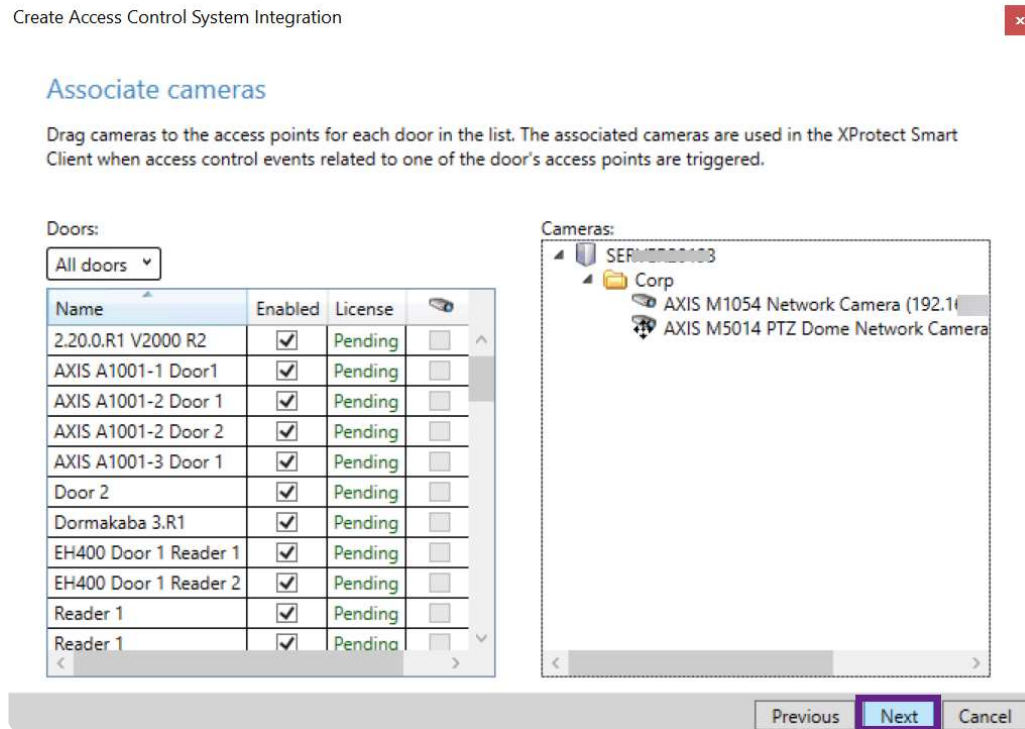 Create Access Control System Integration
x
Associate cameras
Drag cameras to the access points for each door in the list. The associated cameras are used in the XProtect Smart
Client when access control events related to one of the door's access points are triggered.
Doors:
All doors
Name Enabled License
2.20.0.R1 V2000 R2 Pending
AXIS A1001-1 Door1 Pending
AXIS A1001-2 Door 1 Pending
AXIS A1001-2 Door 2 Pending
AXIS A1001-3 Door 1 Pending
Door 2 Pending
Dormakaba 3.R1 Pending
EH400 Door 1 Reader 1 Pending
EH400 Door 1 Reader 2 Pending
Reader 1 Pending
Reader 1 Pending
Cameras:
Corp
AXIS M1054 Network Camera (192.1
AXIS M5014 PTZ Dome Network Camera
Previous Next Cancel